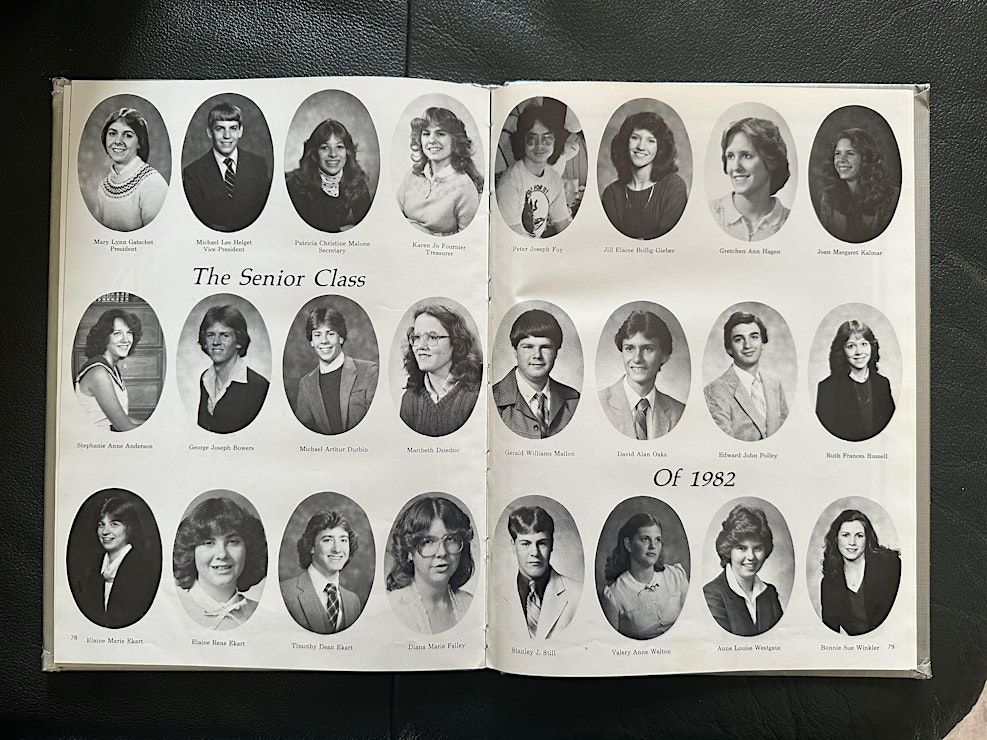 Mary Lynn Gatschet
President
Michael Lee Helget
Vice-President
Patricia Christine Malone
Secretary
Karen Jo Fournier
Treasurer
The Senior Class
Stephanie Anne Anderson
George Joseph Bowers
Michael Arthur Durbin
Maribeth Dziedzic
78
Elaine Marie Ekart
Elaine Rene Ekart
Timothy Dean Ekart
Diana Marie Falley
Peter Joseph Foy
Jill Elaine Bollig-Gieber
Gretchen Ann Hagen
Joan Margaret Kalmar
Gerald Williams Mallon
David Alan Oaks
Edward John Polley
Ruth Frances Russell
Of 1982
Stanley J. Still
Valery Anne Welton
Anne Louise Westgate
Bonnie Sue Winkler
79